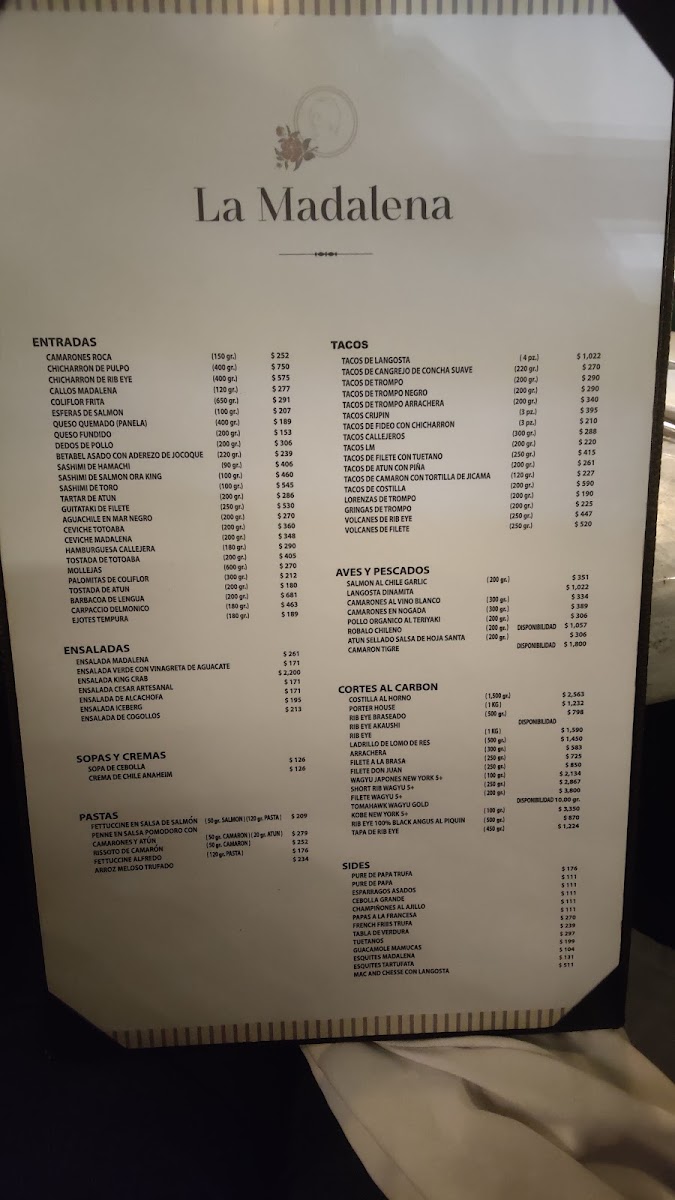 La Madalena
ENTRADAS
CAMARONES ROCA (150 gr.) $ 252
CHICHARRON DE PULPO (400 gr.) $ 750
CHICHARRON DE RIB EYE (400 gr.) $ 575
CALLOS MADALENA (120 gr.) $ 277
COLIFLOR FRITA (650 gr.) $ 291
ESFERAS DE SALMON (100 gr.) $ 207
QUESO QUEMADO (PANELA) (400 gr.) $ 189
QUESO FUNDIDO (200 gr.) $ 153
DEDOS DE POLLO (200 gr.) $ 306
BETABEL ASADO CON ADEREZO DE JOCOQUE (220 gr.) $ 239
SASHIMI DE HAMACHI (90 gr.) $ 406
SASHIMI DE SALMON ORA KING (100 gr.) $ 460
SASHIMI DE TORO (100 gr.) $ 545
TARTAR DE ATUN (200 gr.) $ 286
GUITATAKI DE FILETE (250 gr.) $ 530
AGUACHILE EN MAR NEGRO (200 gr.) $ 270
CEVICHE TOTOABA (200 gr.) $ 360
CEVICHE MADALENA (200 gr.) $ 348
HAMBURGUESA CALLEJERA (180 gr.) $ 290
TOSTADA DE TOTOABA (200 gr.) $ 405
MOLLEJAS (600 gr.) $ 270
PALOMITAS DE COLIFLOR (300 gr.) $ 212
TOSTADA DE ATUN (200 gr.) $ 180
BARBACOA DE LENGUA (200 gr.) $ 681
CARPACCIO DELMONICO (180 gr.) $ 463
EJOTES TEMPURA (180 gr.) $ 189
ENSALADAS
ENSALADA MADALENA $ 261
ENSALADA VERDE CON VINAGRETA DE AGUACATE $ 171
ENSALADA KING CRAB $ 2,200
ENSALADA CESAR ARTESANAL $ 171
ENSALADA DE ALCACHOFA $ 171
ENSALADA ICEBERG $ 195
ENSALADA DE COGOLLOS $ 213
SOPAS Y CREMAS
SOPA DE CEBOLLA $ 126
CREMA DE CHILE ANAHEIM $ 126
PASTAS
FETTUCCINE EN SALSA DE SALMÓN (50 gr. SALMON) (120 gr. PASTA) $ 209
PENNE EN SALSA POMODORO CON
CAMARONES Y ATÚN (50 gr. CAMARON) (20 gr. ATUN) $ 279
RISSOTO DE CAMARÓN (50 gr. CAMARON) $ 252
FETTUCCINE ALFREDO (120 gr. PASTA) $ 176
ARROZ MELOSO TRUFADO $ 234
TACOS
TACOS DE LANGOSTA (4 pz.) $ 1,022
TACOS DE CANGREJO DE CONCHA SUAVE (220 gr.) $ 270
TACOS DE TROMPO (200 gr.) $ 290
TACOS DE TROMPO NEGRO (200 gr.) $ 290
TACOS DE TROMPO ARRACHERA (200 gr.) $ 340
TACOS CRUPIN (3 pz.) $ 395
TACOS DE FIDEO CON CHICHARRON (3 pz.) $ 210
TACOS CALLEJEROS (300 gr.) $ 288
TACOS LM (200 gr.) $ 220
TACOS DE FILETE CON TUETANO (250 gr.) $ 415
TACOS DE ATUN CON PIÑA (200 gr.) $ 261
TACOS DE CAMARON CON TORTILLA DE JICAMA (120 gr.) $ 227
TACOS DE COSTILLA (200 gr.) $ 590
LORENZAS DE TROMPO (200 gr.) $ 190
GRINGAS DE TROMPO (200 gr.) $ 225
VOLCANES DE RIB EYE (250 gr.) $ 447
VOLCANES DE FILETE (250 gr.) $ 520
AVES Y PESCADOS
SALMON AL CHILE GARLIC (200 gr.) $ 351
LANGOSTA DINAMITA $ 1,022
CAMARONES AL VINO BLANCO (300 gr.) $ 334
CAMARONES EN NOGADA (300 gr.) $ 389
POLLO ORGANICO AL TERIYAKI (200 gr.) $ 306
ROBALO CHILENO (200 gr.) DISPONIBILIDAD $ 1,057
ATUN SELLADO SALSA DE HOJA SANTA (200 gr.) $ 306
CAMARON TIGRE DISPONIBILIDAD $ 1,800
CORTES AL CARBON
COSTILLA AL HORNO (1,500 gr.) $ 2,563
PORTER HOUSE (1 KG) $ 1,232
RIB EYE BRASEADO (500 gr.) $ 798
RIB EYE AKAUSHI DISPONIBILIDAD
RIB EYE (1 KG) $ 1,590
LADRILLO DE LOMO DE RES (500 gr.) $ 1,450
ARRACHERA (300 gr.) $ 583
FILETE A LA BRASA (250 gr.) $ 725
FILETE DON JUAN (250 gr.) $ 850
WAGYU JAPONES NEW YORK 5+ (100 gr.) $ 2,134
SHORT RIB WAGYU 5+ (250 gr.) $ 2,867
FILETE WAGYU 5+ (200 gr.) $ 3,800
TOMAHAWK WAGYU GOLD DISPONIBILIDAD 10.00 gr.
KOBE NEW YORK 5+ (100 gr.) $ 3,350
RIB EYE 100% BLACK ANGUS AL PIQUIN (500 gr.) $ 870
TAPA DE RIB EYE (450 gr.) $ 1,224
SIDES
PURE DE PAPA TRUFA $ 176
PURE DE PAPA $ 111
ESPARRAGOS ASADOS $ 111
CEBOLLA GRANDE $ 111
CHAMPIÑONES AL AJILLO $ 111
PAPAS A LA FRANCESA $ 270
FRENCH FRIES TRUFA $ 239
TABLA DE VERDURA $ 297
TUETANOS $ 199
GUACAMOLE MAMUCAS $ 104
ESQUITES MADALENA $ 131
ESQUITES TARTUFATA $ 511
MAC AND CHESSE CON LANGOSTA